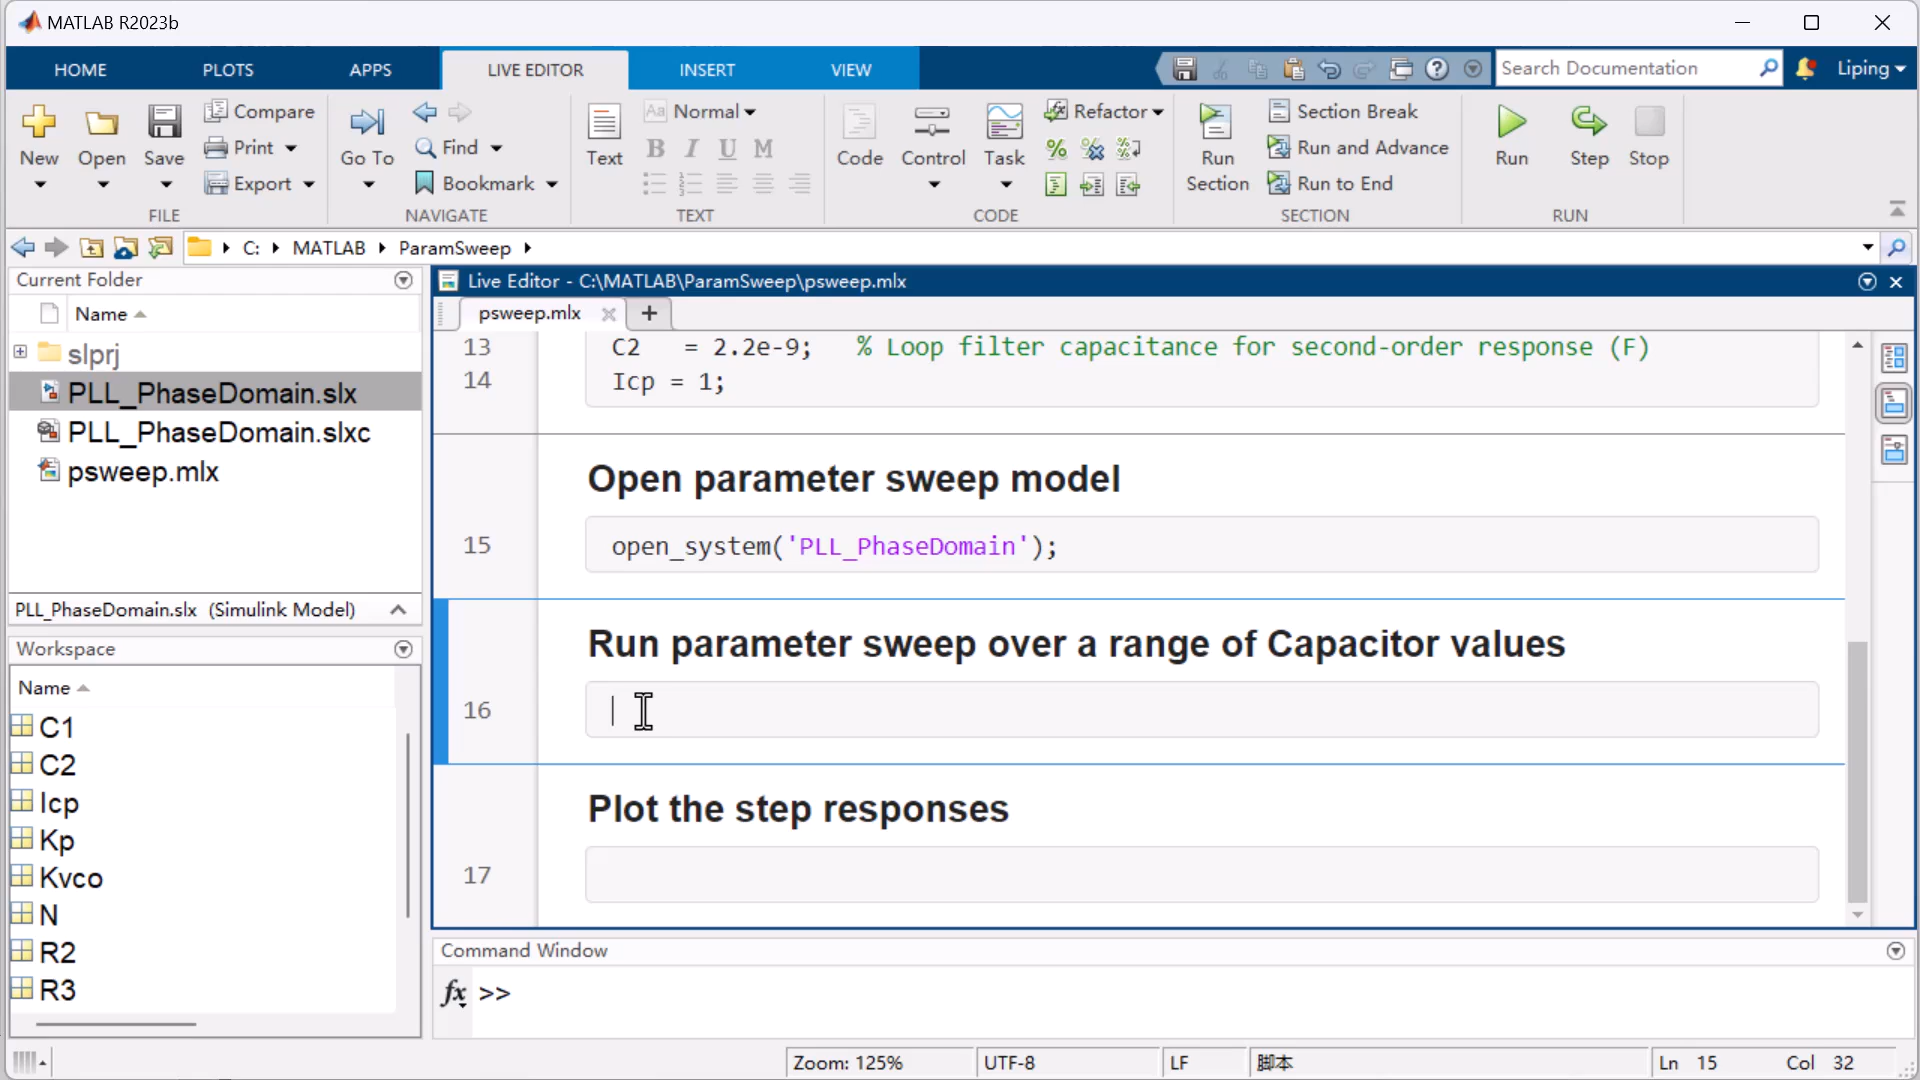 MATLAB R2023b
HOME PLOTS APPS LIVE EDITOR INSERT VIEW Search Documentation Liping
New Open Save Compare Print Export
FILE
Go To Find Bookmark
NAVIGATE
Text Aa Normal B I U M
TEXT
Code Control Task Refactor
CODE
Run Section Section Break Run and Advance Run to End
SECTION
Run Step Stop
RUN
C: MATLAB ParamSweep
Current Folder
Name
slprj
PLL_PhaseDomain.slx
PLL_PhaseDomain.slxc
psweep.mlx
PLL_PhaseDomain.slx (Simulink Model)
Workspace
Name
C1
C2
Icp
Kp
Kvco
N
R2
R3
Live Editor - C:\MATLAB\ParamSweep\psweep.mlx
psweep.mlx
13 C2 = 2.2e-9; % Loop filter capacitance for second-order response (F)
14 Icp = 1;
Open parameter sweep model
15 open_system('PLL_PhaseDomain');
Run parameter sweep over a range of Capacitor values
16
Plot the step responses
17
Command Window
fx >>
Zoom: 125% UTF-8 LF 脚本 Ln 15 Col 32